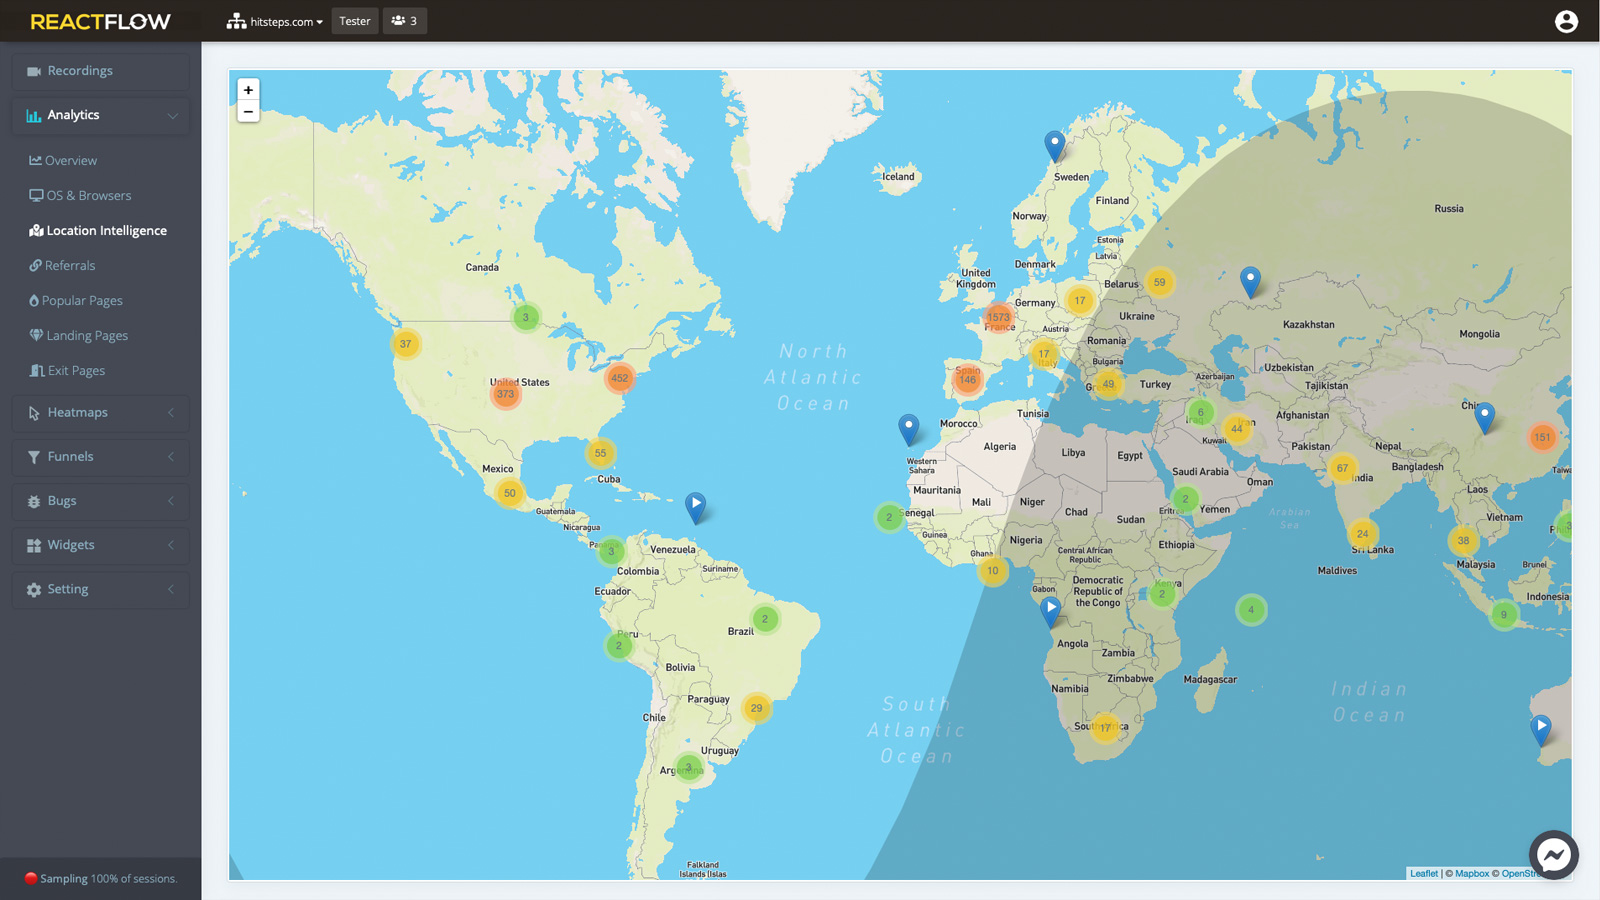 REACTFLOW
hitsteps.com
Tester
3
Recordings
Analytics
Overview
OS & Browsers
Location Intelligence
Referrals
Popular Pages
Landing Pages
Exit Pages
Heatmaps
Funnels
Bugs
Widgets
Setting
Sampling 100% of sessions.
+
−
Iceland
Sweden
Finland
Norway
Russia
Estonia
Latvia
Denmark
United
Kingdom
Canada
Belarus
59
Germany
17
Ukraine
1573
France
3
Austria
Kazakhstan
Mongolia
37
Romania
17
Italy
Bulgaria
Uzbekistan
North
Atlantic
Ocean
Spain
146
49
Turkey
Azerbaijan
Tajikistan
United States
373
452
6
Iran
44
Afghanistan
Tunisia
Morocco
Algeria
Libya
Egypt
Kuwait
Pakistan
Nepal
151
55
Cuba
Mexico
50
Western
Sahara
Mauritania
Mali
Niger
Chad
Sudan
Saudi Arabia
Oman
67
India
Bangladesh
Laos
2
Yemen
Arabian
Sea
Vietnam
Guatemala
Nicaragua
2
Senegal
Guinea
Ghana
Nigeria
Central African
Republic
Ethiopia
24
Sri Lanka
38
3
3
Venezuela
Suriname
Colombia
10
Malaysia
Brunei
Maldives
Ecuador
Gabon
Democratic
Republic of
the Congo
Kenya
2
4
Indonesia
9
2
Brazil
Peru
2
Angola
Zambia
Bolivia
Zimbabwe
Madagascar
Namibia
Indian
Ocean
Paraguay
29
Chile
South
Atlantic
Ocean
South Africa
17
Uruguay
Argentina
3
Falkland
Islands (Islas
Leaflet | © Mapbox © OpenStre